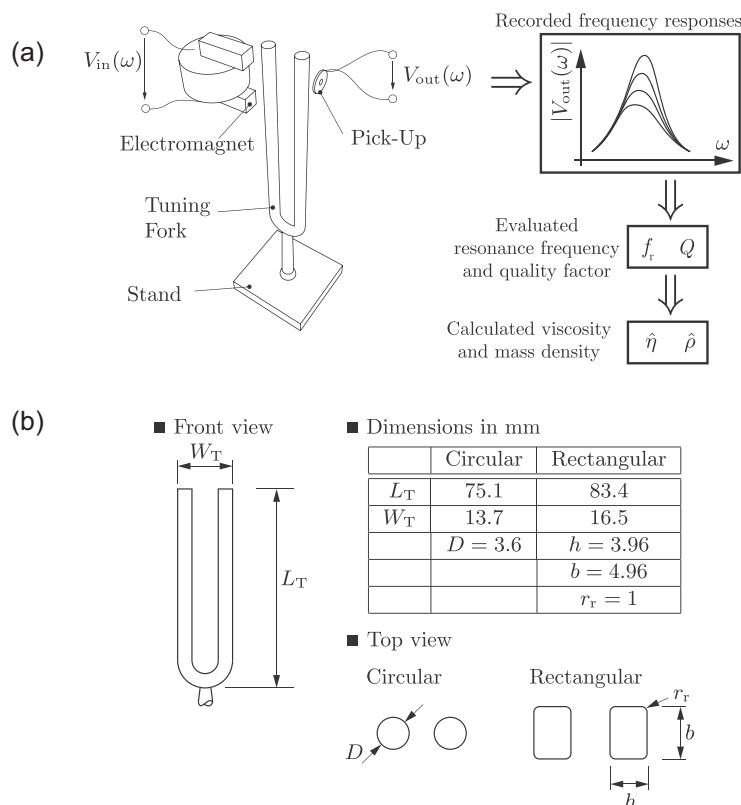 (a)
V_in(ω)
Electromagnet
Tuning
Fork
Stand
V_out(ω)
Pick-Up
Recorded frequency responses
|V_out(ω)|
ω
Evaluated
resonance frequency
and quality factor
f_r Q
Calculated viscosity
and mass density
η̂ ρ̂
(b)
■ Front view
W_T
L_T
■ Dimensions in mm
Circular Rectangular
L_T 75.1 83.4
W_T 13.7 16.5
D = 3.6 h = 3.96
b = 4.96
r_r = 1
■ Top view
Circular Rectangular
D
r_r
b
h